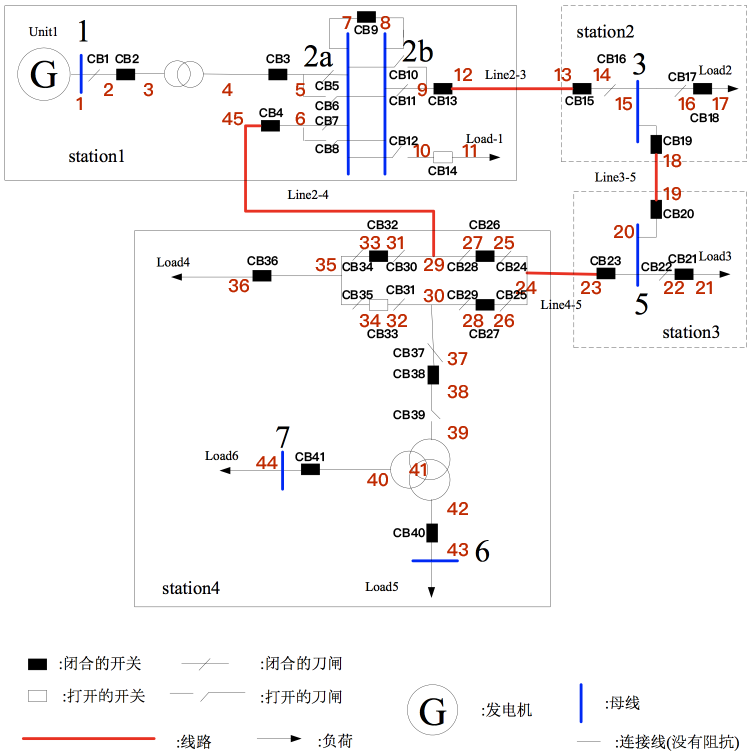 7 8
CB9
station2
Unit1 1
CB16
3
CB1 CB2 CB3 2a 2b
CB17 Load2
G
CB10
12 Line2-3 13 14
1 2 3 4 5 CB5 9
CB13 CB15 15 16 17
CB6 CB11
CB18
45 CB4 6 CB7
CB19
CB12 Load-1
CB8 10 11
18
station1
CB14
Line3-5
19
Line2-4
CB20
CB32 CB26
20
33 31 27 25
Load4 CB36 35 29
CB23 CB21 Load3
CB34 CB30 CB28 CB24
CB22
36 24
23 22 21
CB35 CB31 30 CB29 CB25
Line4-5 5
34 32 28 26
CB33 CB27
station3
CB37 37
CB38
38
CB39
39
7
Load6 44 CB41
41
40
42
CB40
43 6
Load5
station4
:闭合的开关 :闭合的刀闸
:打开的开关 :打开的刀闸
G :发电机 :母线
:线路 :负荷 :连接线(没有阻抗)